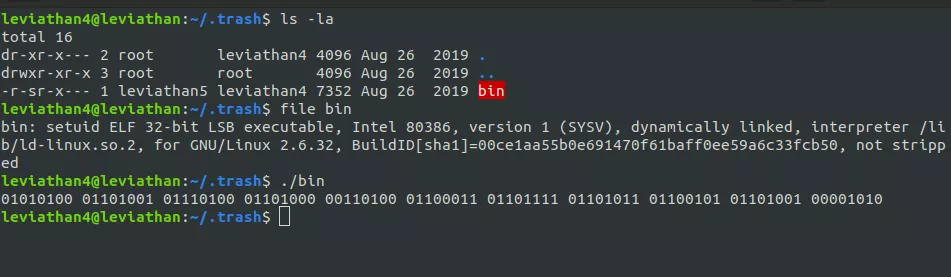 leviathan4@leviathan:~/.trash$ ls -la
total 16
dr-xr-x--- 2 root       leviathan4 4096 Aug 26  2019 .
drwxr-xr-x 3 root       root       4096 Aug 26  2019 ..
-r-sr-x--- 1 leviathan5 leviathan4 7352 Aug 26  2019 bin
leviathan4@leviathan:~/.trash$ file bin
bin: setuid ELF 32-bit LSB executable, Intel 80386, version 1 (SYSV), dynamically linked, interpreter /li
b/ld-linux.so.2, for GNU/Linux 2.6.32, BuildID[sha1]=00ce1aa55b0e691470f61baff0ee59a6c33fcb50, not stripp
ed
leviathan4@leviathan:~/.trash$ ./bin
01010100 01101001 01110100 01101000 00110100 01100011 01101111 01101011 01100101 01101001 00001010
leviathan4@leviathan:~/.trash$